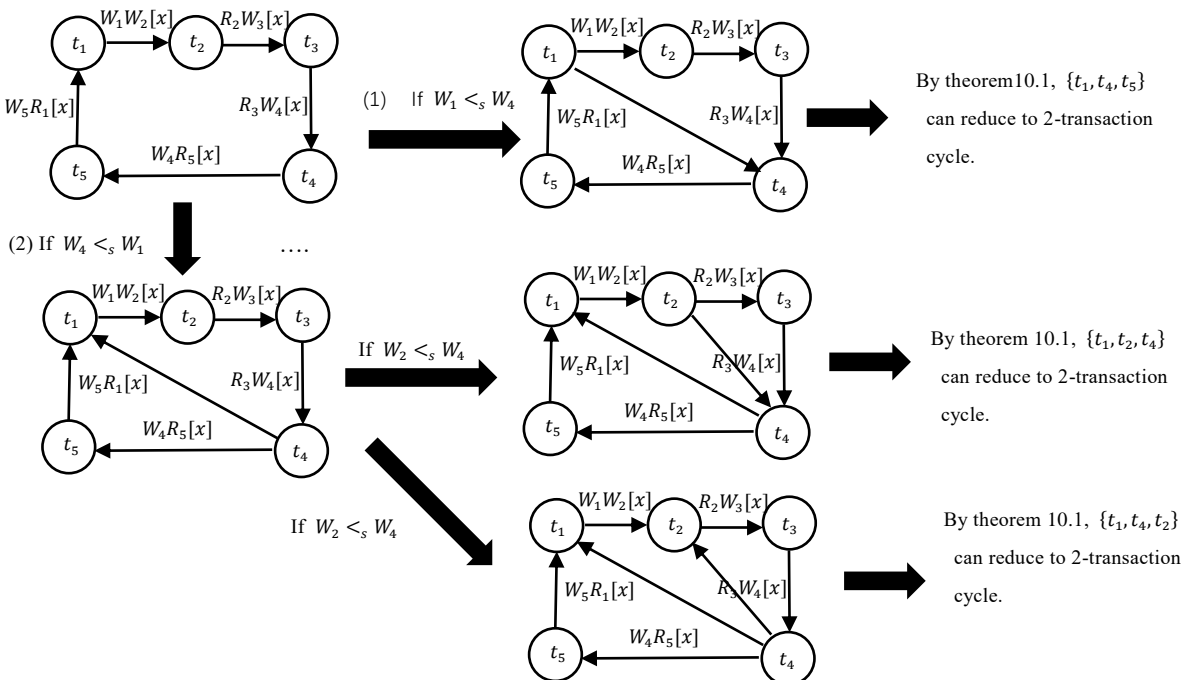 W₁W₂[x]
R₂W₃[x]
t₁
t₂
t₃
W₅R₁[x]
R₃W₄[x]
W₄R₅[x]
t₅
t₄
(1) If W₁ <ₛ W₄
W₁W₂[x]
R₂W₃[x]
t₁
t₂
t₃
W₅R₁[x]
R₃W₄[x]
W₄R₅[x]
t₅
t₄
By theorem10.1, {t₁, t₄, t₅}
can reduce to 2-transaction
cycle.
(2) If W₄ <ₛ W₁
....
W₁W₂[x]
R₂W₃[x]
t₁
t₂
t₃
W₅R₁[x]
R₃W₄[x]
W₄R₅[x]
t₅
t₄
If W₂ <ₛ W₄
W₁W₂[x]
R₂W₃[x]
t₁
t₂
t₃
W₅R₁[x]
R₃W₄[x]
W₄R₅[x]
t₅
t₄
By theorem 10.1, {t₁, t₂, t₄}
can reduce to 2-transaction
cycle.
If W₂ <ₛ W₄
W₁W₂[x]
R₂W₃[x]
t₁
t₂
t₃
W₅R₁[x]
R₃W₄[x]
W₄R₅[x]
t₅
t₄
By theorem 10.1, {t₁, t₄, t₂}
can reduce to 2-transaction
cycle.